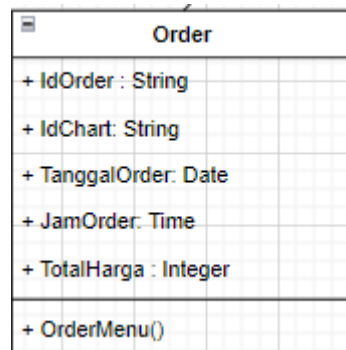 Order
+ IdOrder : String
+ IdChart: String
+ TanggalOrder: Date
+ JamOrder: Time
+ TotalHarga : Integer
+ OrderMenu()